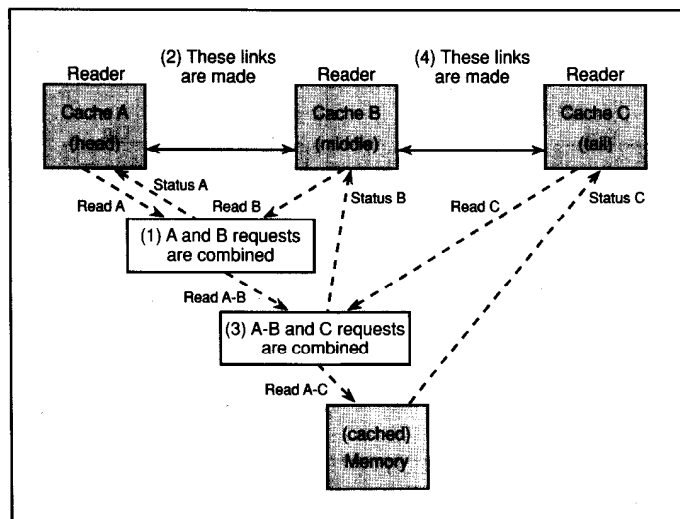 (2) These links
are made
(4) These links
are made
Reader
Reader
Reader
Cache A
(head)
Cache B
(middle)
Cache C
(tail)
Read A
Status A
Read B
Status B
Read C
Status C
(1) A and B requests
are combined
Read A-B
(3) A-B and C requests
are combined
Read A-C
(cached)
Memory